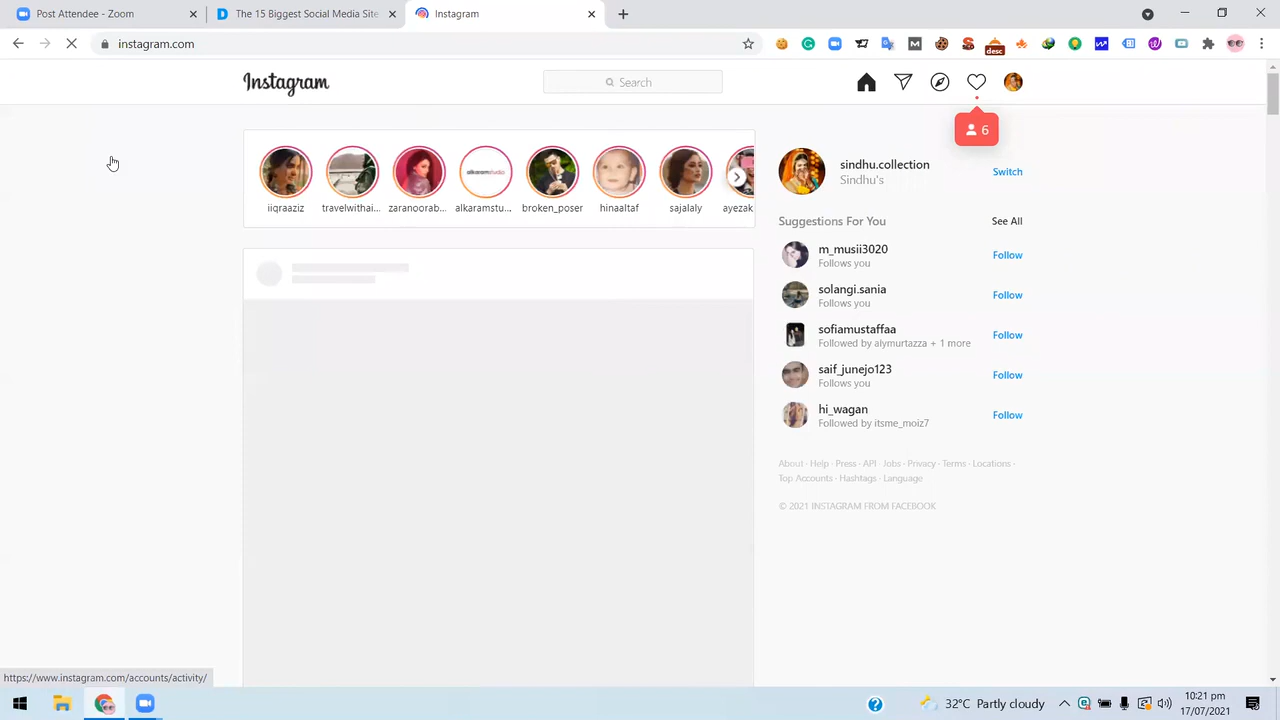 Post Attendee - Zoom
The 15 Biggest Social Media Site
Instagram
instagram.com
desc
Instagram
Search
6
iiqraaziz
travelwithai...
zaranoorab...
alkaramstu...
broken_poser
hinaaltaf
sajalaly
ayezak
alkaramstudio
sindhu.collection
Sindhu's
Switch
Suggestions For You
See All
m_musii3020
Follows you
Follow
solangi.sania
Follows you
Follow
sofiamustaffaa
Followed by alymurtazza + 1 more
Follow
saif_junejo123
Follows you
Follow
hi_wagan
Followed by itsme_moiz7
Follow
About · Help · Press · API · Jobs · Privacy · Terms · Locations ·
Top Accounts · Hashtags · Language
© 2021 INSTAGRAM FROM FACEBOOK
https://www.instagram.com/accounts/activity/
32°C Partly cloudy
10:21 pm
17/07/2021